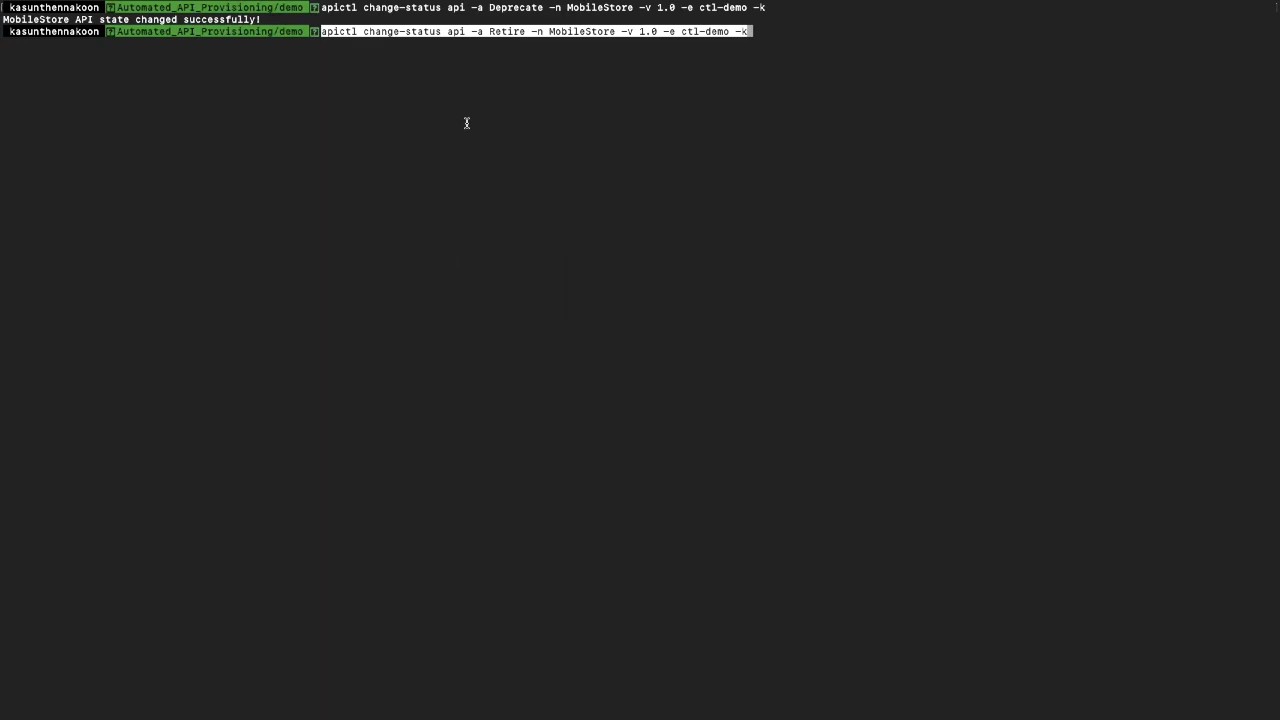 kasunthennakoon Automated_API_Provisioning/demo apictl change-status api -a Deprecate -n MobileStore -v 1.0 -e ctl-demo -k
MobileStore API state changed successfully!
kasunthennakoon Automated_API_Provisioning/demo apictl change-status api -a Retire -n MobileStore -v 1.0 -e ctl-demo -k